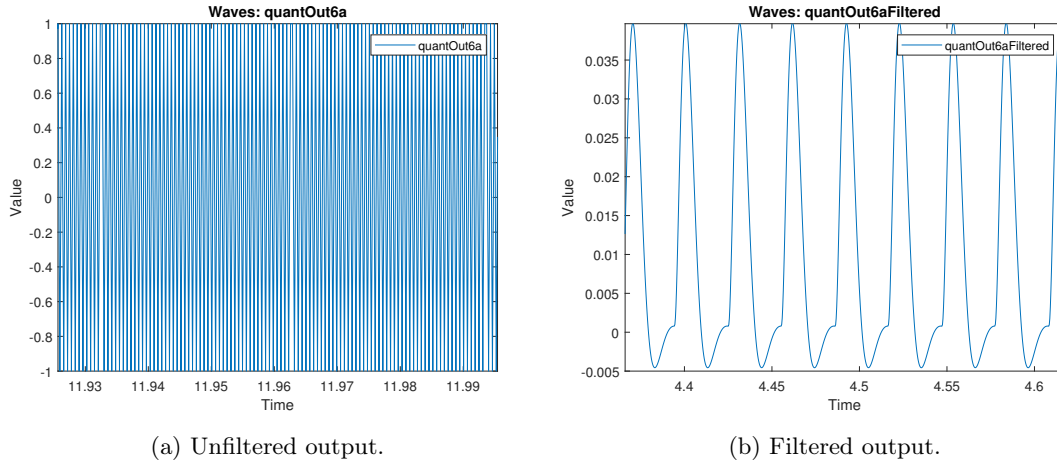 Waves: quantOut6a
quantOut6a
1
0.8
0.6
0.4
0.2
0
-0.2
-0.4
-0.6
-0.8
-1
Value
11.93 11.94 11.95 11.96 11.97 11.98 11.99
Time
(a) Unfiltered output.
Waves: quantOut6aFiltered
quantOut6aFiltered
0.035
0.03
0.025
0.02
0.015
0.01
0.005
0
-0.005
Value
4.4 4.45 4.5 4.55 4.6
Time
(b) Filtered output.